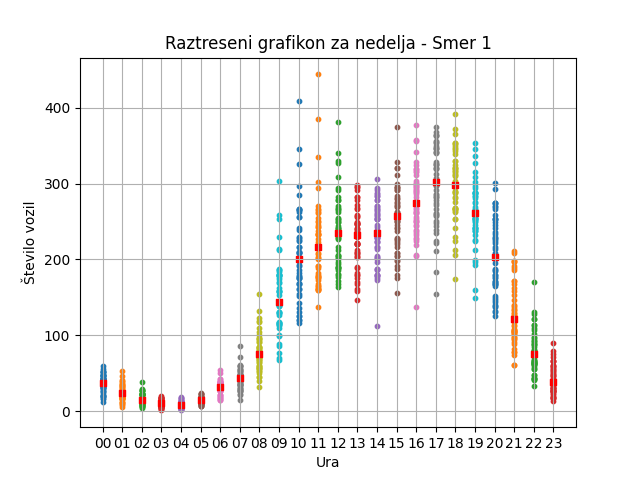 Raztreseni grafikon za nedelja - Smer 1
Število vozil
400
300
200
100
0
00 01 02 03 04 05 06 07 08 09 10 11 12 13 14 15 16 17 18 19 20 21 22 23
Ura